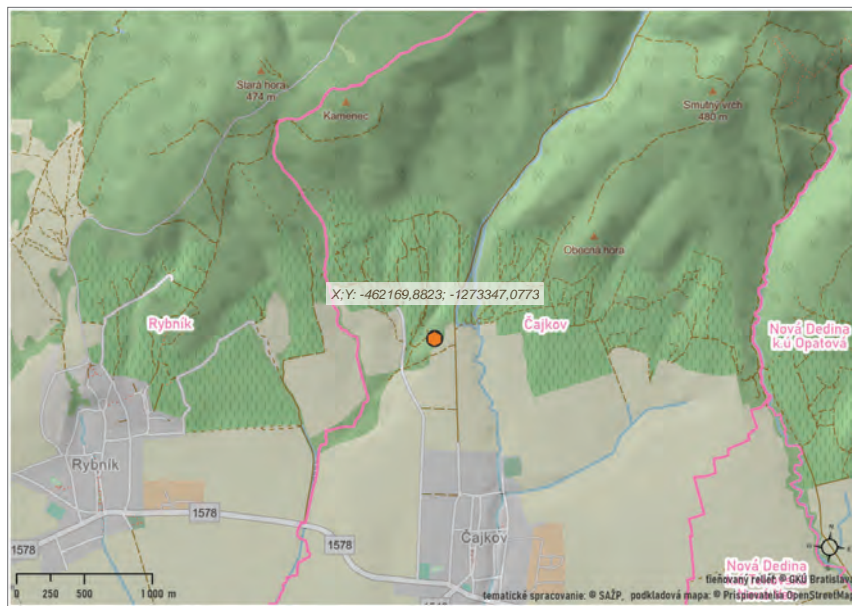 Stará hora
474 m
Kamenec
Smutný vrch
480 m
Obecná hora
X;Y: -462169,8823; -1273347,0773
Rybník
Čajkov
Nová Dedina
k.ú Opatová
Rybník
1578
Čajkov
1578
1578
Nová Dedina
tieňovaný reliéf: © GKÚ Bratislava
0 250 500 1 000 m
tematické spracovanie: © SAŽP, podkladová mapa: © Prispievatelia OpenStreetMap